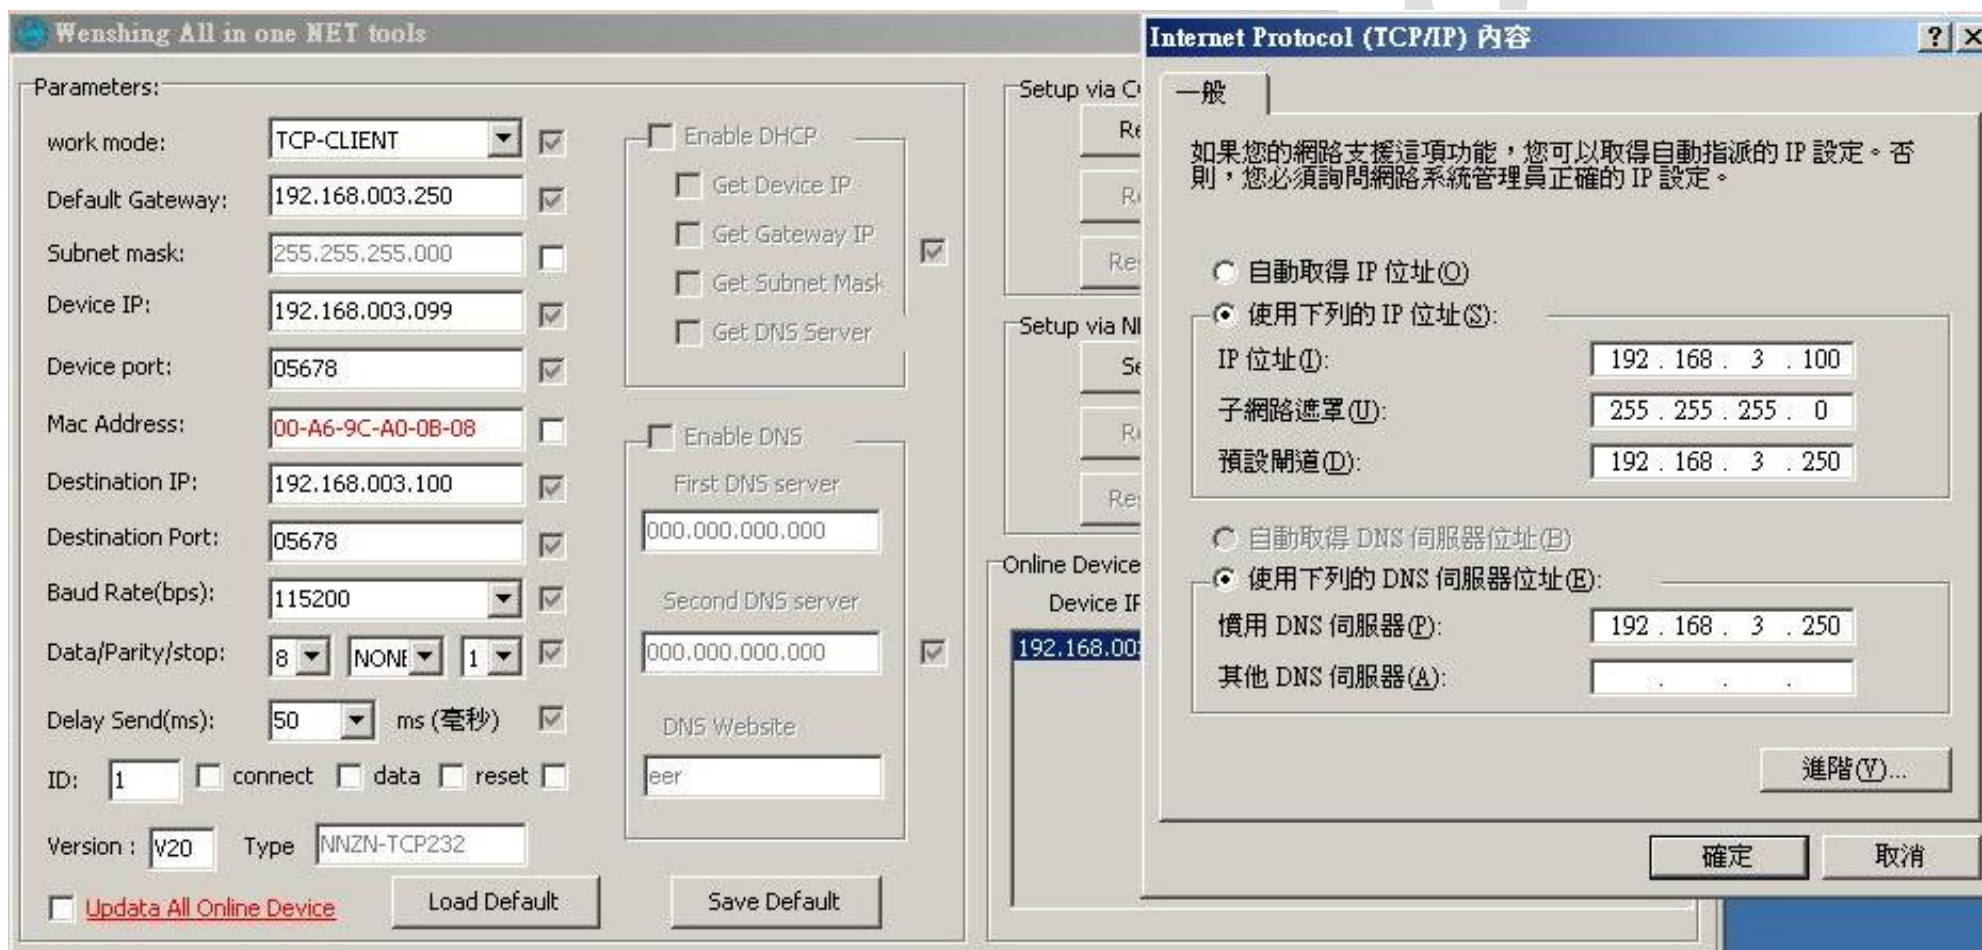 Wenshing All in one NET tools
Parameters:
work mode: TCP-CLIENT
Default Gateway: 192.168.003.250
Subnet mask: 255.255.255.000
Device IP: 192.168.003.099
Device port: 05678
Mac Address: 00-A6-9C-A0-0B-08
Destination IP: 192.168.003.100
Destination Port: 05678
Baud Rate(bps): 115200
Data/Parity/stop: 8 NONE 1
Delay Send(ms): 50 ms (毫秒)
ID: 1 connect data reset
Version : V20 Type NNZN-TCP232
Updata All Online Device Load Default Save Default
Enable DHCP
Get Device IP
Get Gateway IP
Get Subnet Mask
Get DNS Server
Enable DNS
First DNS server
000.000.000.000
Second DNS server
000.000.000.000
DNS Website
eer
Setup via
Setup via
Online Device
Device IP
192.168.00
Internet Protocol (TCP/IP) 內容
一般
如果您的網路支援這項功能，您可以取得自動指派的 IP 設定。否
則，您必須詢問網路系統管理員正確的 IP 設定。
自動取得 IP 位址(O)
使用下列的 IP 位址(S):
IP 位址(I): 192 . 168 . 3 . 100
子網路遮罩(U): 255 . 255 . 255 . 0
預設閘道(D): 192 . 168 . 3 . 250
自動取得 DNS 伺服器位址(B)
使用下列的 DNS 伺服器位址(E):
慣用 DNS 伺服器(P): 192 . 168 . 3 . 250
其他 DNS 伺服器(A): . . .
進階(V)...
確定 取消